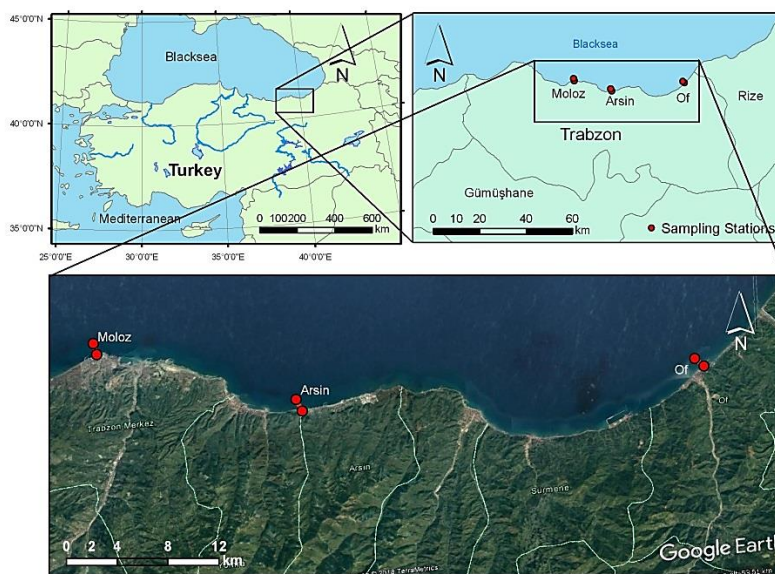 45°0'0"N
40°0'0"N
35°0'0"N
Blacksea
N
Turkey
Mediterranean
0 100200 400 600
km
25°0'0"E 30°0'0"E 35°0'0"E 40°0'0"E
Blacksea
N
Moloz
Arsin
Of
Rize
Trabzon
Gümüşhane
0 10 20 40 60
km
Sampling Stations
Moloz
N
Arsin
Of
Of
Trabzon Merkez
Arsin
Surmene
0 2 4 8 12
km
Google Earth
TerraMetrics